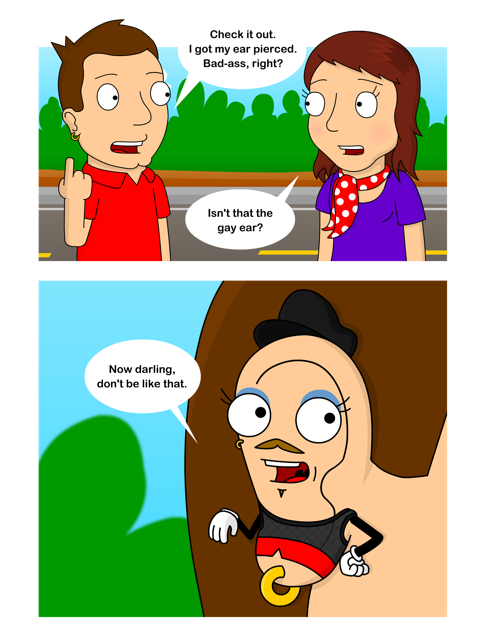 Check it out.
I got my ear pierced.
Bad-ass, right?
Isn't that the
gay ear?
Now darling,
don't be like that.